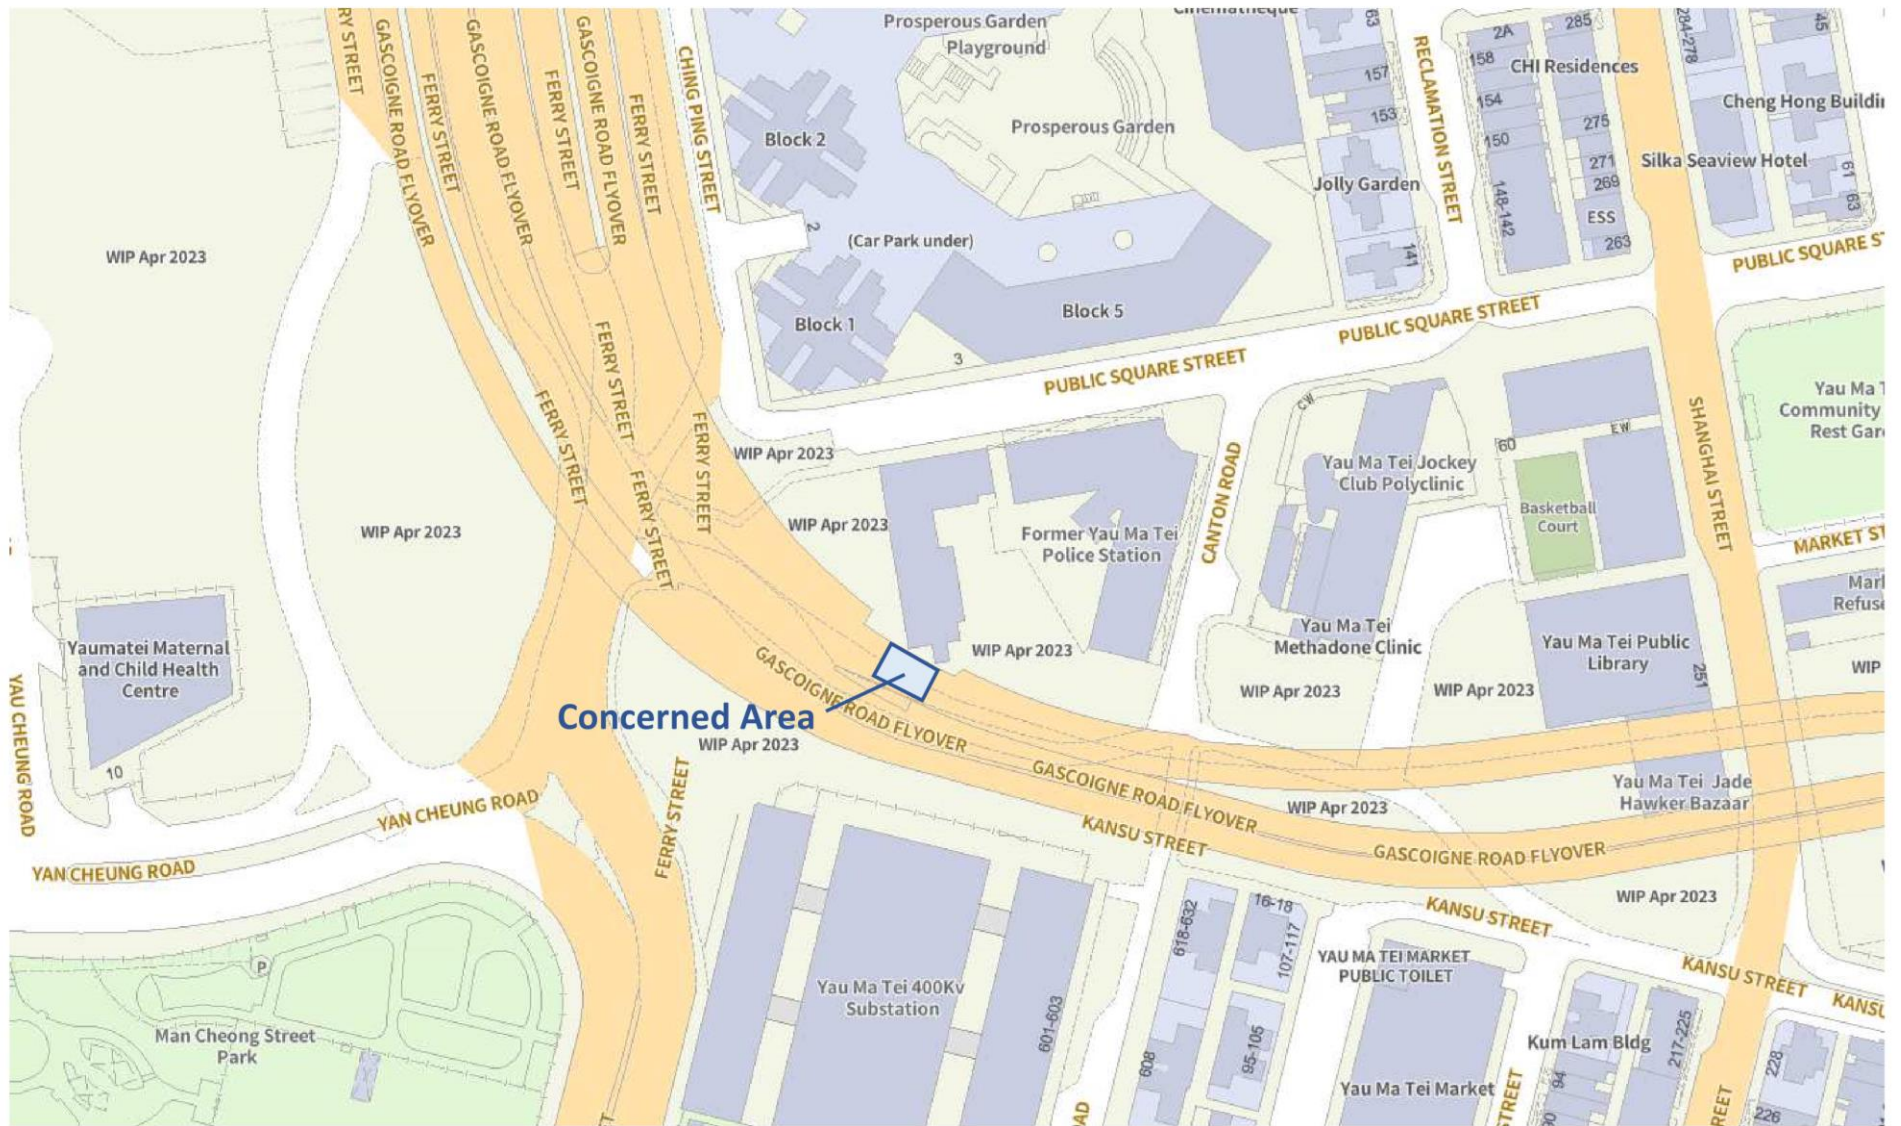 RY STREET
GASCOIGNE ROAD FLYOVER
FERRY STREET
GASCOIGNE ROAD FLYOVER
FERRY STREET
GASCOIGNE ROAD FLYOVER
FERRY STREET
CHING PING STREET
Prosperous Garden
Playground
Cinematheque
63
157
153
RECLAMATION STREET
2A
158
154
150
148-142
285
CHI Residences
275
271
269
ESS
263
284-278
45
Cheng Hong Buildin
Silka Seaview Hotel
61
63
Block 2
Prosperous Garden
Jolly Garden
141
2
(Car Park under)
Block 1
Block 5
3
WIP Apr 2023
PUBLIC SQUARE STREET
PUBLIC SQUARE STREET
PUBLIC SQUARE S
FERRY STREET
FERRY STREET
FERRY STREET
FERRY STREET
WIP Apr 2023
WIP Apr 2023
WIP Apr 2023
Former Yau Ma Tei
Police Station
CANTON ROAD
CW
Yau Ma Tei Jockey
Club Polyclinic
60
EW
Basketball
Court
SHANGHAI STREET
Yau Ma T
Community
Rest Gar
MARKET ST
Mar
Refuse
Yaumatei Maternal
and Child Health
Centre
10
WIP Apr 2023
Yau Ma Tei
Methadone Clinic
Yau Ma Tei Public
Library
251
WIP
WIP Apr 2023
WIP Apr 2023
GASCOIGNE ROAD FLYOVER
Concerned Area
WIP Apr 2023
YAU CHEUNG ROAD
YAN CHEUNG ROAD
YAN CHEUNG ROAD
FERRY STREET
GASCOIGNE ROAD FLYOVER
KANSU STREET
WIP Apr 2023
Yau Ma Tei Jade
Hawker Bazaar
GASCOIGNE ROAD FLYOVER
WIP Apr 2023
KANSU STREET
KANSU STREET
KANSU
P
Man Cheong Street
Park
Yau Ma Tei 400Kv
Substation
601-603
618-632
16-18
107-117
608
95-105
YAU MA TEI MARKET
PUBLIC TOILET
Yau Ma Tei Market
Kum Lam Bldg
217-225
94
90
228
226
AD
STREET
REET
T